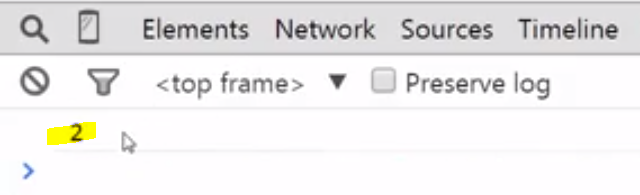 Elements Network Sources Timeline
<top frame> ▼ Preserve log
2
>